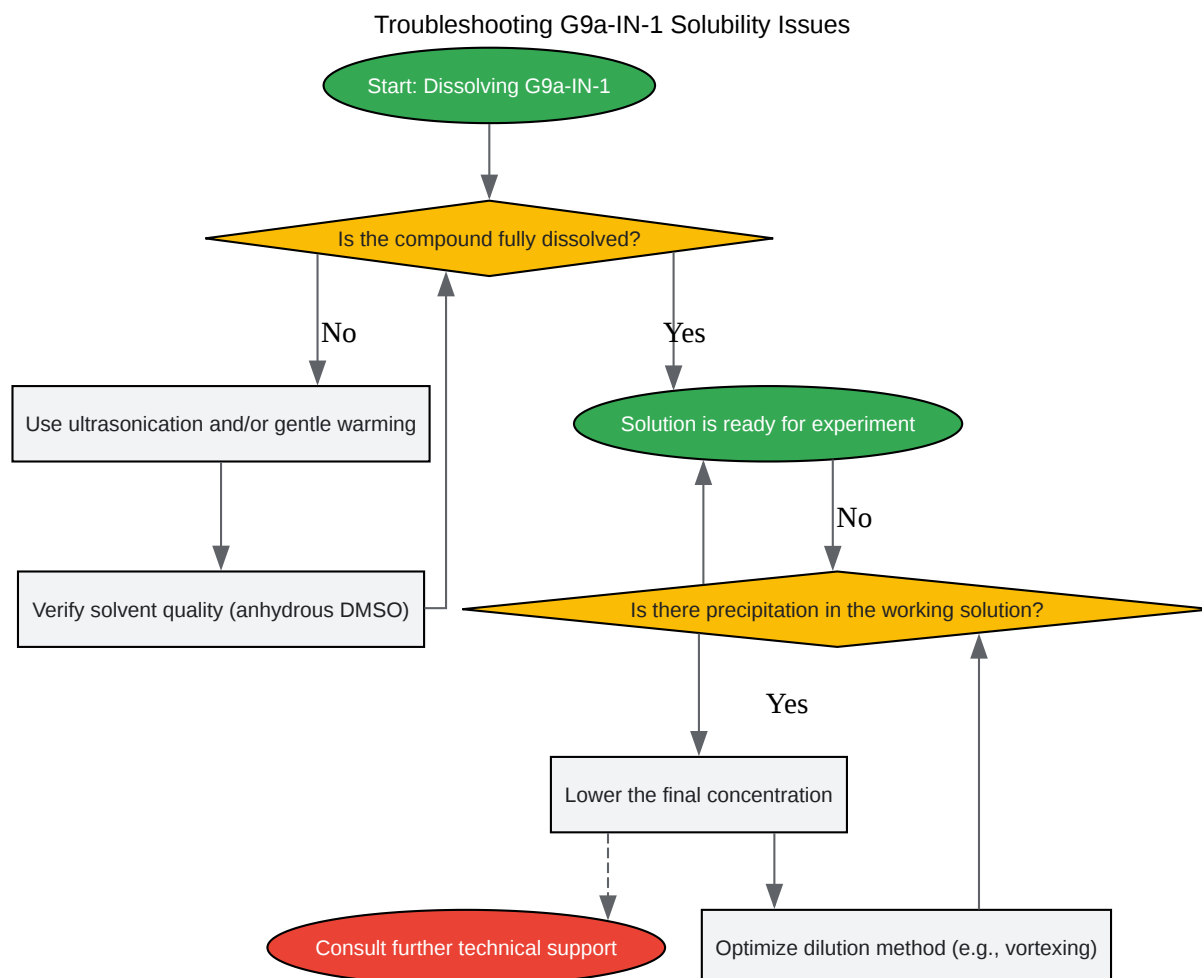 Troubleshooting G9a-IN-1 Solubility Issues
Start: Dissolving G9a-IN-1
Is the compound fully dissolved?
No
Yes
Use ultrasonication and/or gentle warming
Solution is ready for experiment
No
Verify solvent quality (anhydrous DMSO)
Is there precipitation in the working solution?
Yes
Lower the final concentration
Consult further technical support
Optimize dilution method (e.g., vortexing)